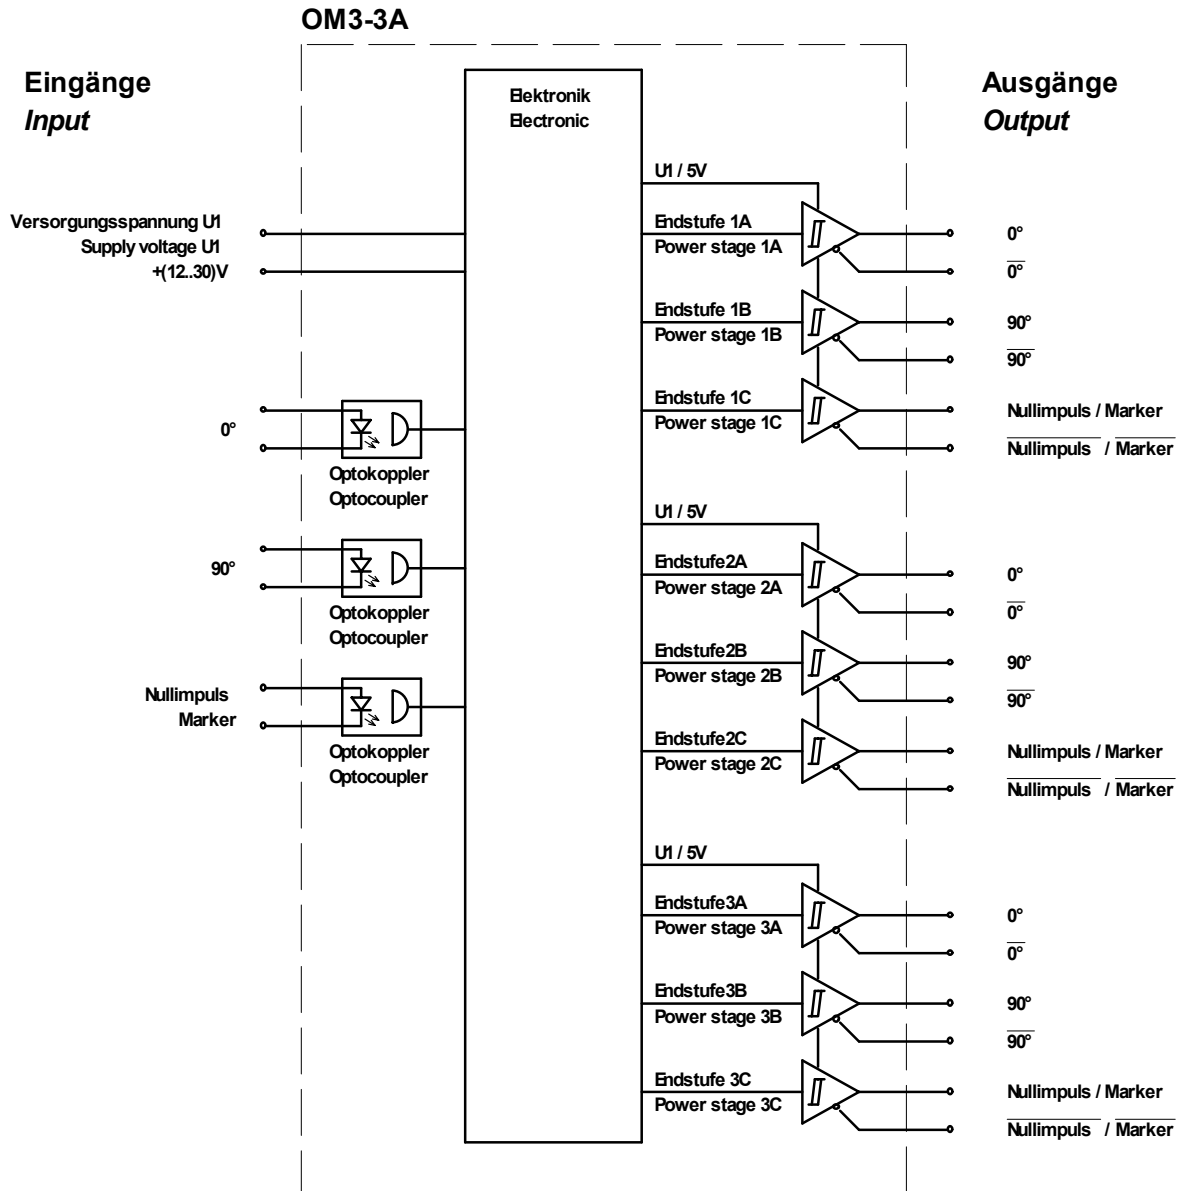 OM3-3A
Eingänge
Input
Elektronik
Electronic
Ausgänge
Output
Versorgungsspannung U1
Supply voltage U1
+(12..30)V
0°
Optokoppler
Optocoupler
90°
Optokoppler
Optocoupler
Nullimpuls
Marker
Optokoppler
Optocoupler
U1 / 5V
Endstufe 1A
Power stage 1A
0°
0°
Endstufe 1B
Power stage 1B
90°
90°
Endstufe 1C
Power stage 1C
Nullimpuls / Marker
Nullimpuls / Marker
U1 / 5V
Endstufe2A
Power stage 2A
0°
0°
Endstufe2B
Power stage 2B
90°
90°
Endstufe2C
Power stage 2C
Nullimpuls / Marker
Nullimpuls / Marker
U1 / 5V
Endstufe3A
Power stage 3A
0°
0°
Endstufe3B
Power stage 3B
90°
90°
Endstufe 3C
Power stage 3C
Nullimpuls / Marker
Nullimpuls / Marker